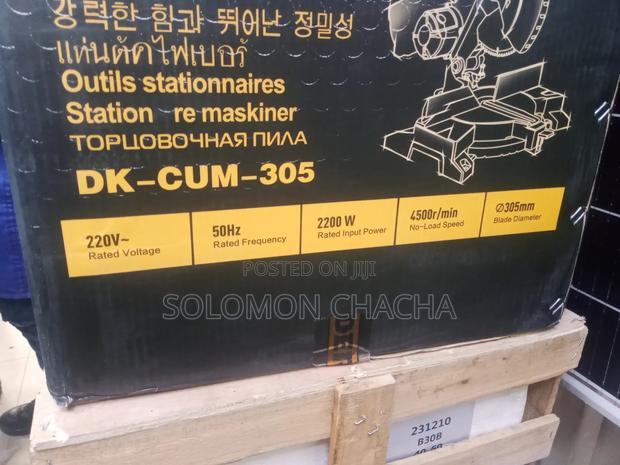 강력한 힘과 뛰어난 정밀성
แท่นตัดไฟเบอร์
Outils stationnaires
Station re maskiner
ТОРЦОВОЧНАЯ ПИЛА
DK-CUM-305
220V~
Rated Voltage
50Hz
Rated Frequency
2200 W
Rated Input Power
4500r/min
No-Load Speed
∅305mm
Blade Diameter
POSTED ON JIJI
SOLOMON CHACHA
231210
B30B